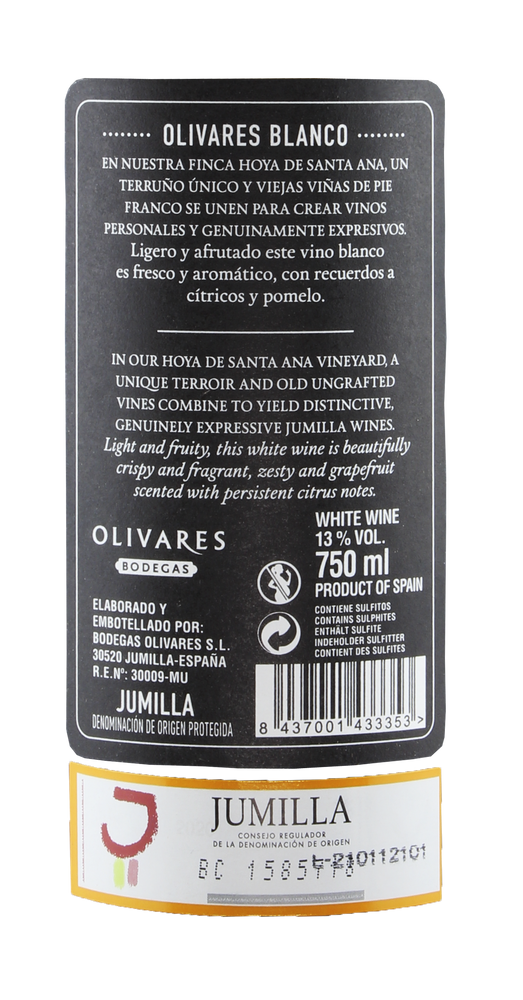 OLIVARES BLANCO
EN NUESTRA FINCA HOYA DE SANTA ANA, UN
TERRUÑO ÚNICO Y VIEJAS VIÑAS DE PIE
FRANCO SE UNEN PARA CREAR VINOS
PERSONALES Y GENUINAMENTE EXPRESIVOS.
Ligero y afrutado este vino blanco
es fresco y aromático, con recuerdos a
cítricos y pomelo.
IN OUR HOYA DE SANTA ANA VINEYARD, A
UNIQUE TERROIR AND OLD UNGRAFTED
VINES COMBINE TO YIELD DISTINCTIVE,
GENUINELY EXPRESSIVE JUMILLA WINES.
Light and fruity, this white wine is beautifully
crispy and fragrant, zesty and grapefruit
scented with persistent citrus notes.
OLIVARES
BODEGAS
ELABORADO Y
EMBOTELLADO POR:
BODEGAS OLIVARES S.L.
30520 JUMILLA-ESPAÑA
R.E.Nº: 30009-MU
JUMILLA
DENOMINACIÓN DE ORIGEN PROTEGIDA
WHITE WINE
13 % VOL.
750 ml
PRODUCT OF SPAIN
CONTIENE SULFITOS
CONTAINS SULPHITES
ENTHÄLT SULFITE
INDEHOLDER SULFITTER
CONTIENT DES SULFITES
8 437001 433353 >
JUMILLA
CONSEJO REGULADOR
DE LA DENOMINACIÓN DE ORIGEN
BC
L-210112101